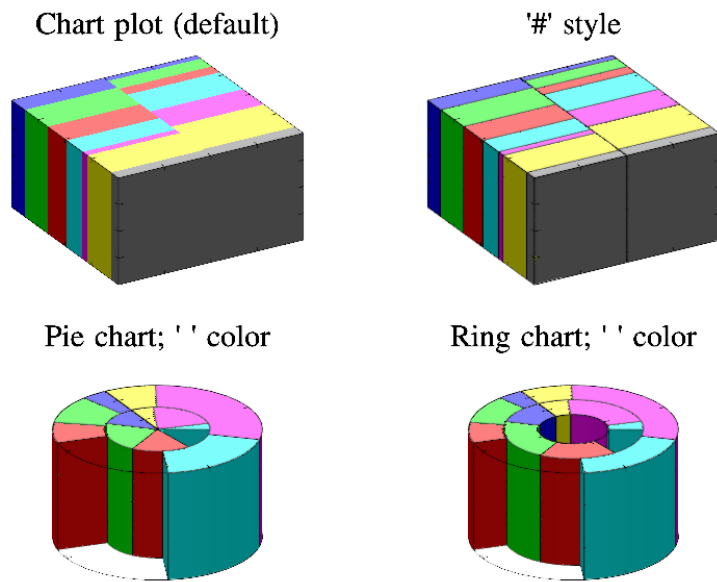 Chart plot (default)
'#' style
Pie chart; ' ' color
Ring chart; ' ' color